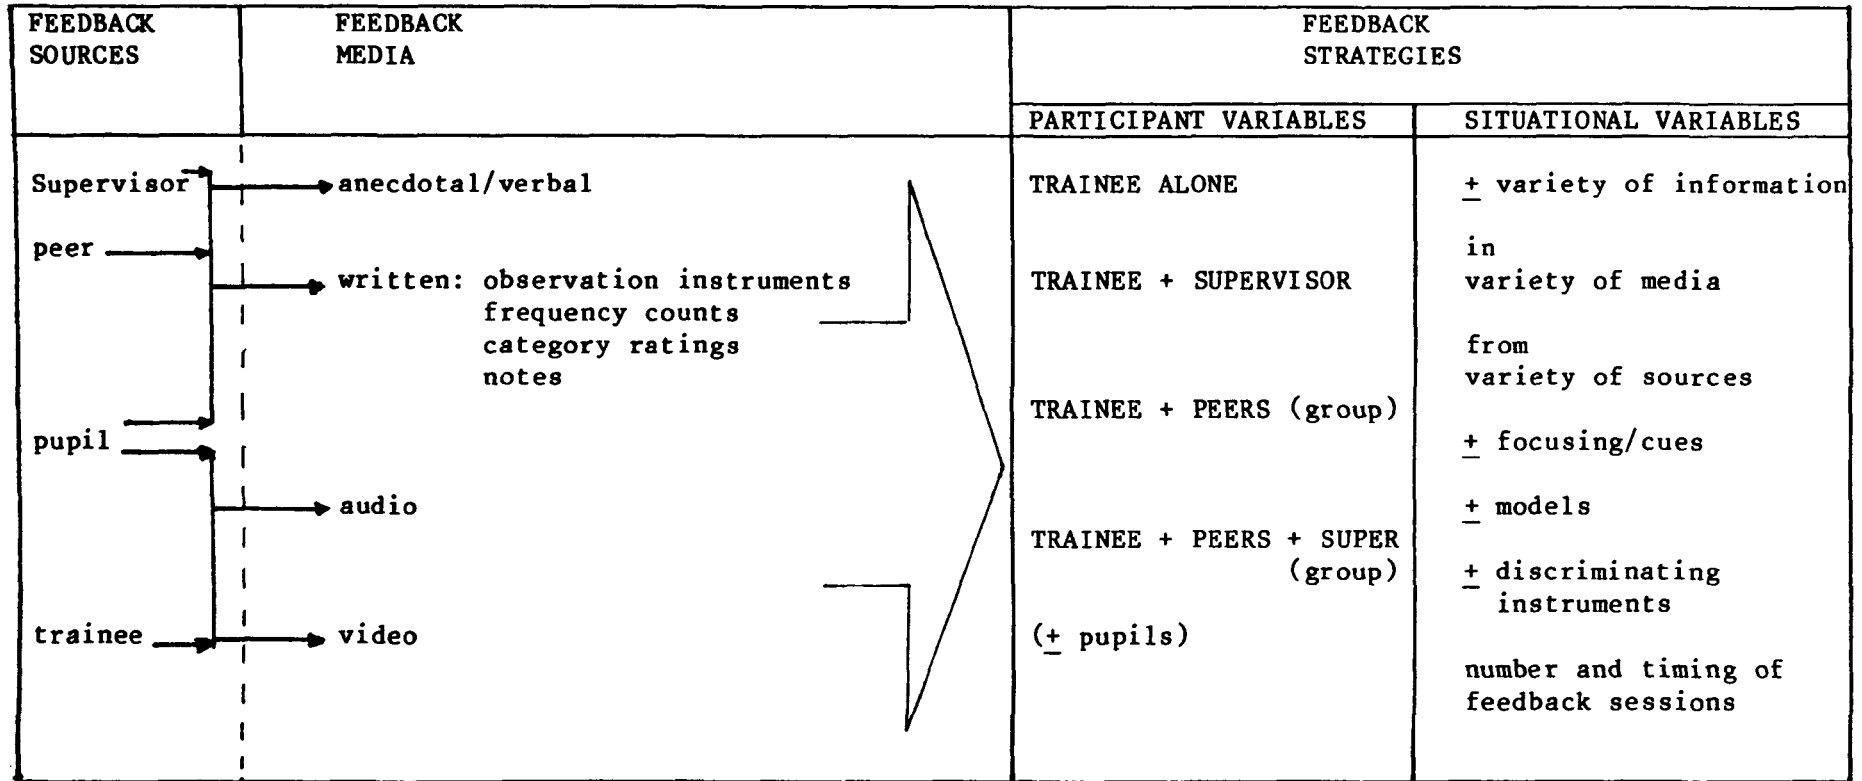 FEEDBACK
SOURCES
FEEDBACK
MEDIA
FEEDBACK
STRATEGIES
PARTICIPANT VARIABLES
SITUATIONAL VARIABLES
Supervisor
peer
pupil
trainee
anecdotal/verbal
written: observation instruments
frequency counts
category ratings
notes
audio
video
TRAINEE ALONE
TRAINEE + SUPERVISOR
TRAINEE + PEERS (group)
TRAINEE + PEERS + SUPER
(group)
(± pupils)
± variety of information
in
variety of media
from
variety of sources
± focusing/cues
± models
± discriminating
instruments
number and timing of
feedback sessions